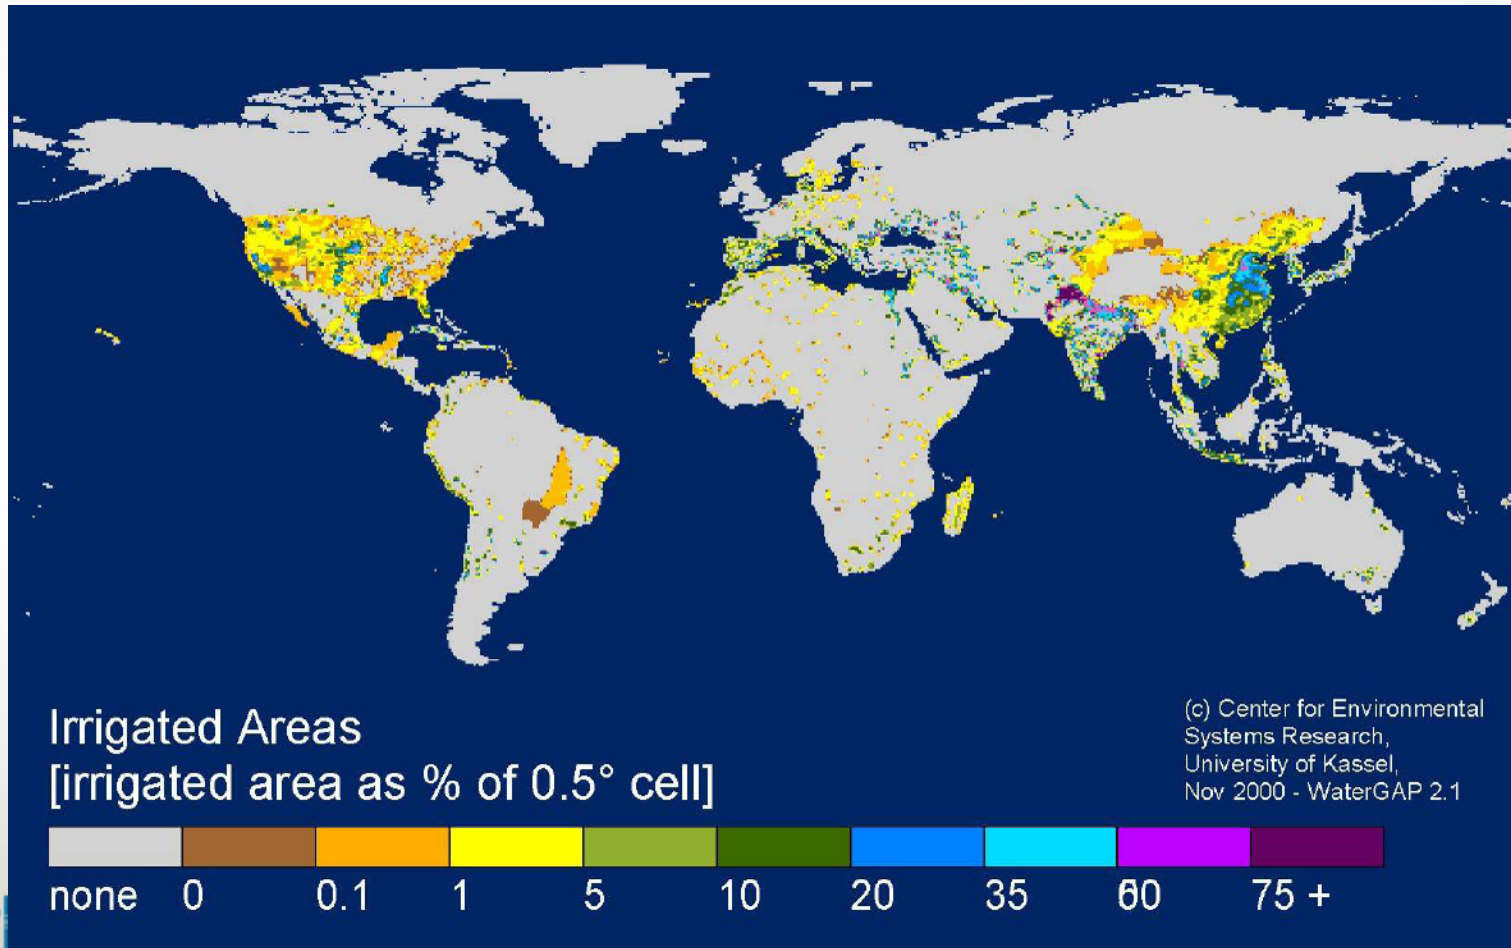 Irrigated Areas
[irrigated area as % of 0.5° cell]
(c) Center for Environmental
Systems Research,
University of Kassel,
Nov 2000 - WaterGAP 2.1
none 0 0.1 1 5 10 20 35 60 75 +